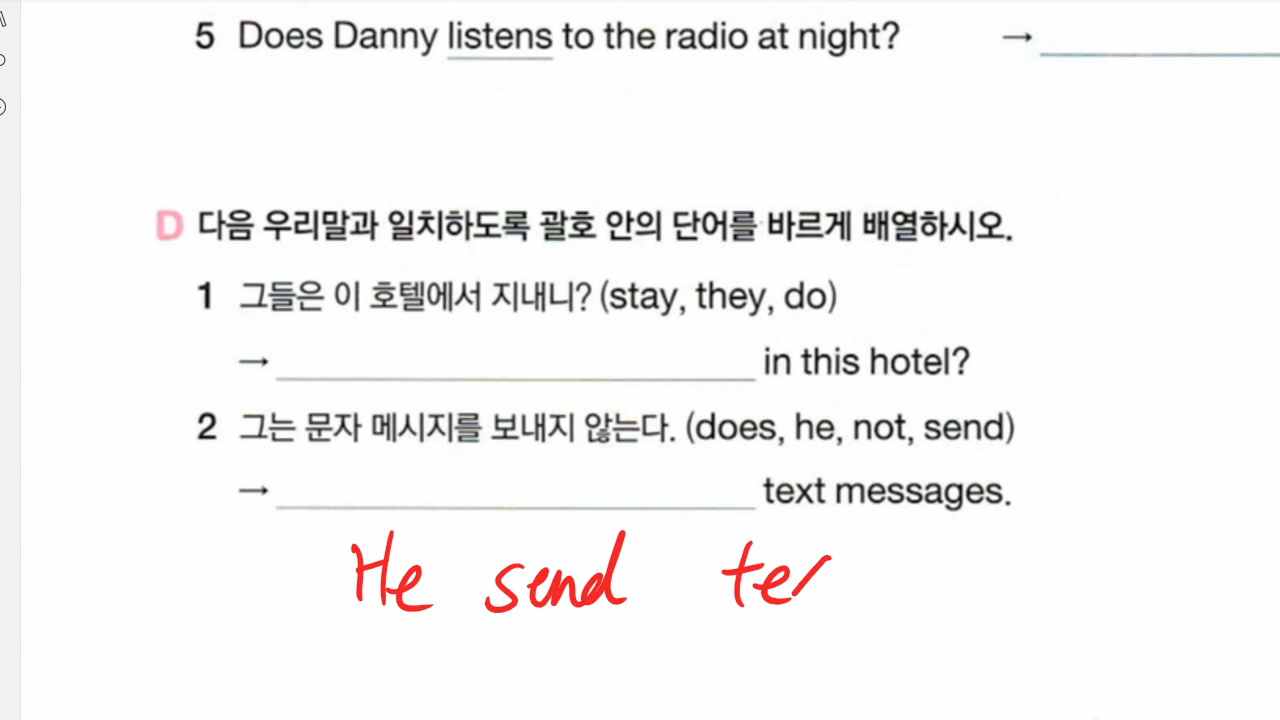 5 Does Danny listens to the radio at night? →
D 다음 우리말과 일치하도록 괄호 안의 단어를 바르게 배열하시오.
1 그들은 이 호텔에서 지내니? (stay, they, do)
→ in this hotel?
2 그는 문자 메시지를 보내지 않는다. (does, he, not, send)
→ text messages.
He send te